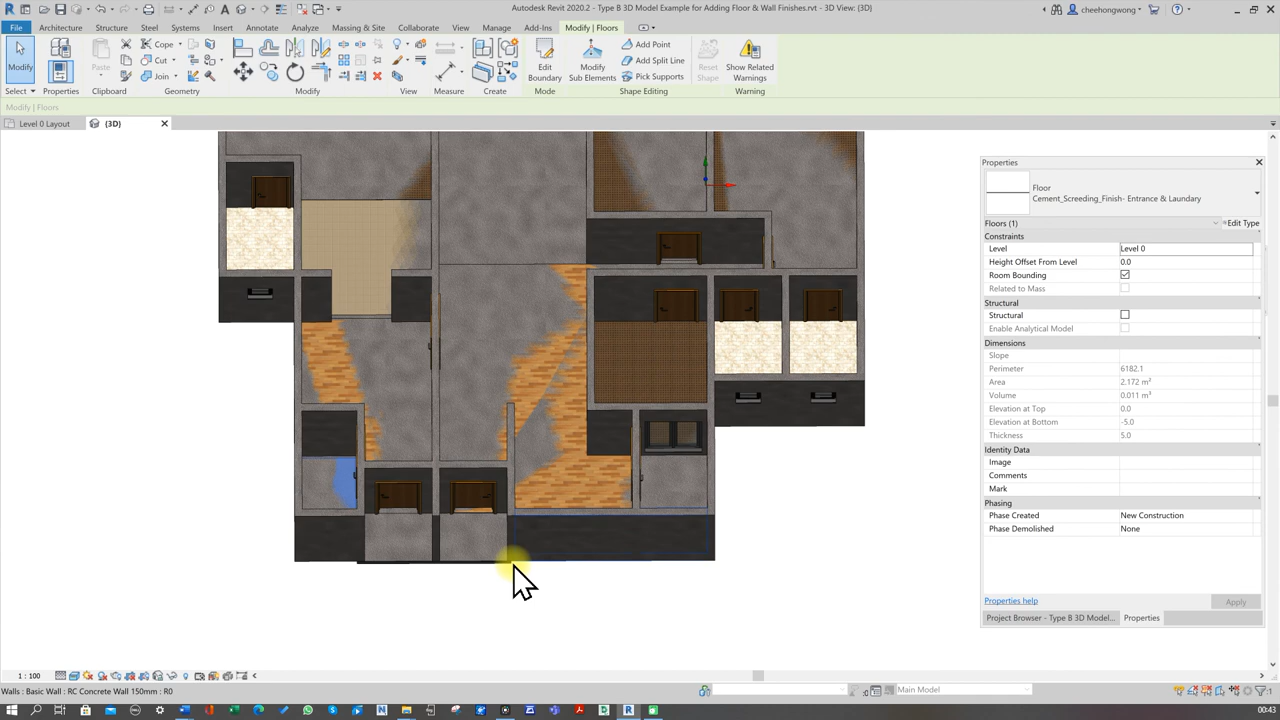 Autodesk Revit 2020.2 - Type B 3D Model Example for Adding Floor & Wall Finishes.rvt - 3D View: {3D}
cheehongwong
File Architecture Structure Steel Systems Insert Annotate Analyze Massing & Site Collaborate View Manage Add-Ins Modify | Floors
Modify
Paste
Cope
Cut
Join
Edit Boundary
Modify Sub Elements
Add Point
Add Split Line
Pick Supports
Reset Shape
Show Related Warnings
Select Properties Clipboard Geometry Modify View Measure Create Mode Shape Editing Warning
Modify | Floors
Level 0 Layout
{3D}
Properties
Floor
Cement_Screeding_Finish- Entrance & Laundary
Floors (1)
Edit Type
Constraints
Level Level 0
Height Offset From Level 0.0
Room Bounding
Related to Mass
Structural
Structural
Enable Analytical Model
Dimensions
Slope
Perimeter 6182.1
Area 2.172 m²
Volume 0.011 m³
Elevation at Top 0.0
Elevation at Bottom -5.0
Thickness 5.0
Identity Data
Image
Comments
Mark
Phasing
Phase Created New Construction
Phase Demolished None
Properties help
Apply
Project Browser - Type B 3D Model...
Properties
1 : 100
Walls : Basic Wall : RC Concrete Wall 150mm : R0
:0
Main Model
:1
00:43